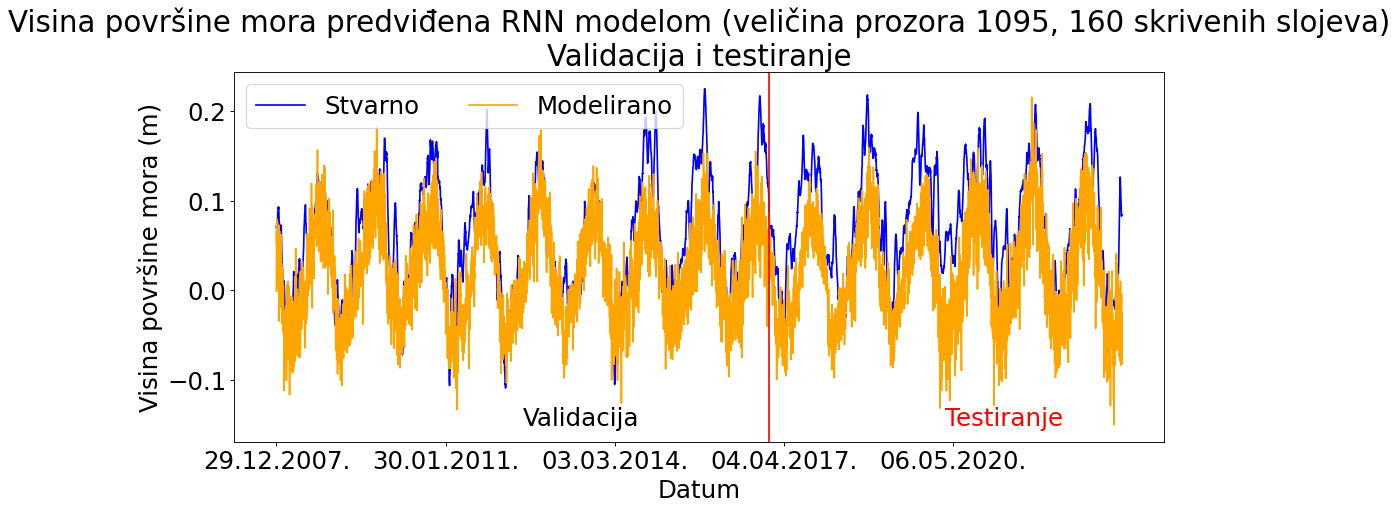 Visina površine mora predviđena RNN modelom (veličina prozora 1095, 160 skrivenih slojeva)
Validacija i testiranje
Stvarno Modelirano
Visina površine mora (m)
0.2
0.1
0.0
−0.1
Validacija Testiranje
29.12.2007. 30.01.2011. 03.03.2014. 04.04.2017. 06.05.2020.
Datum